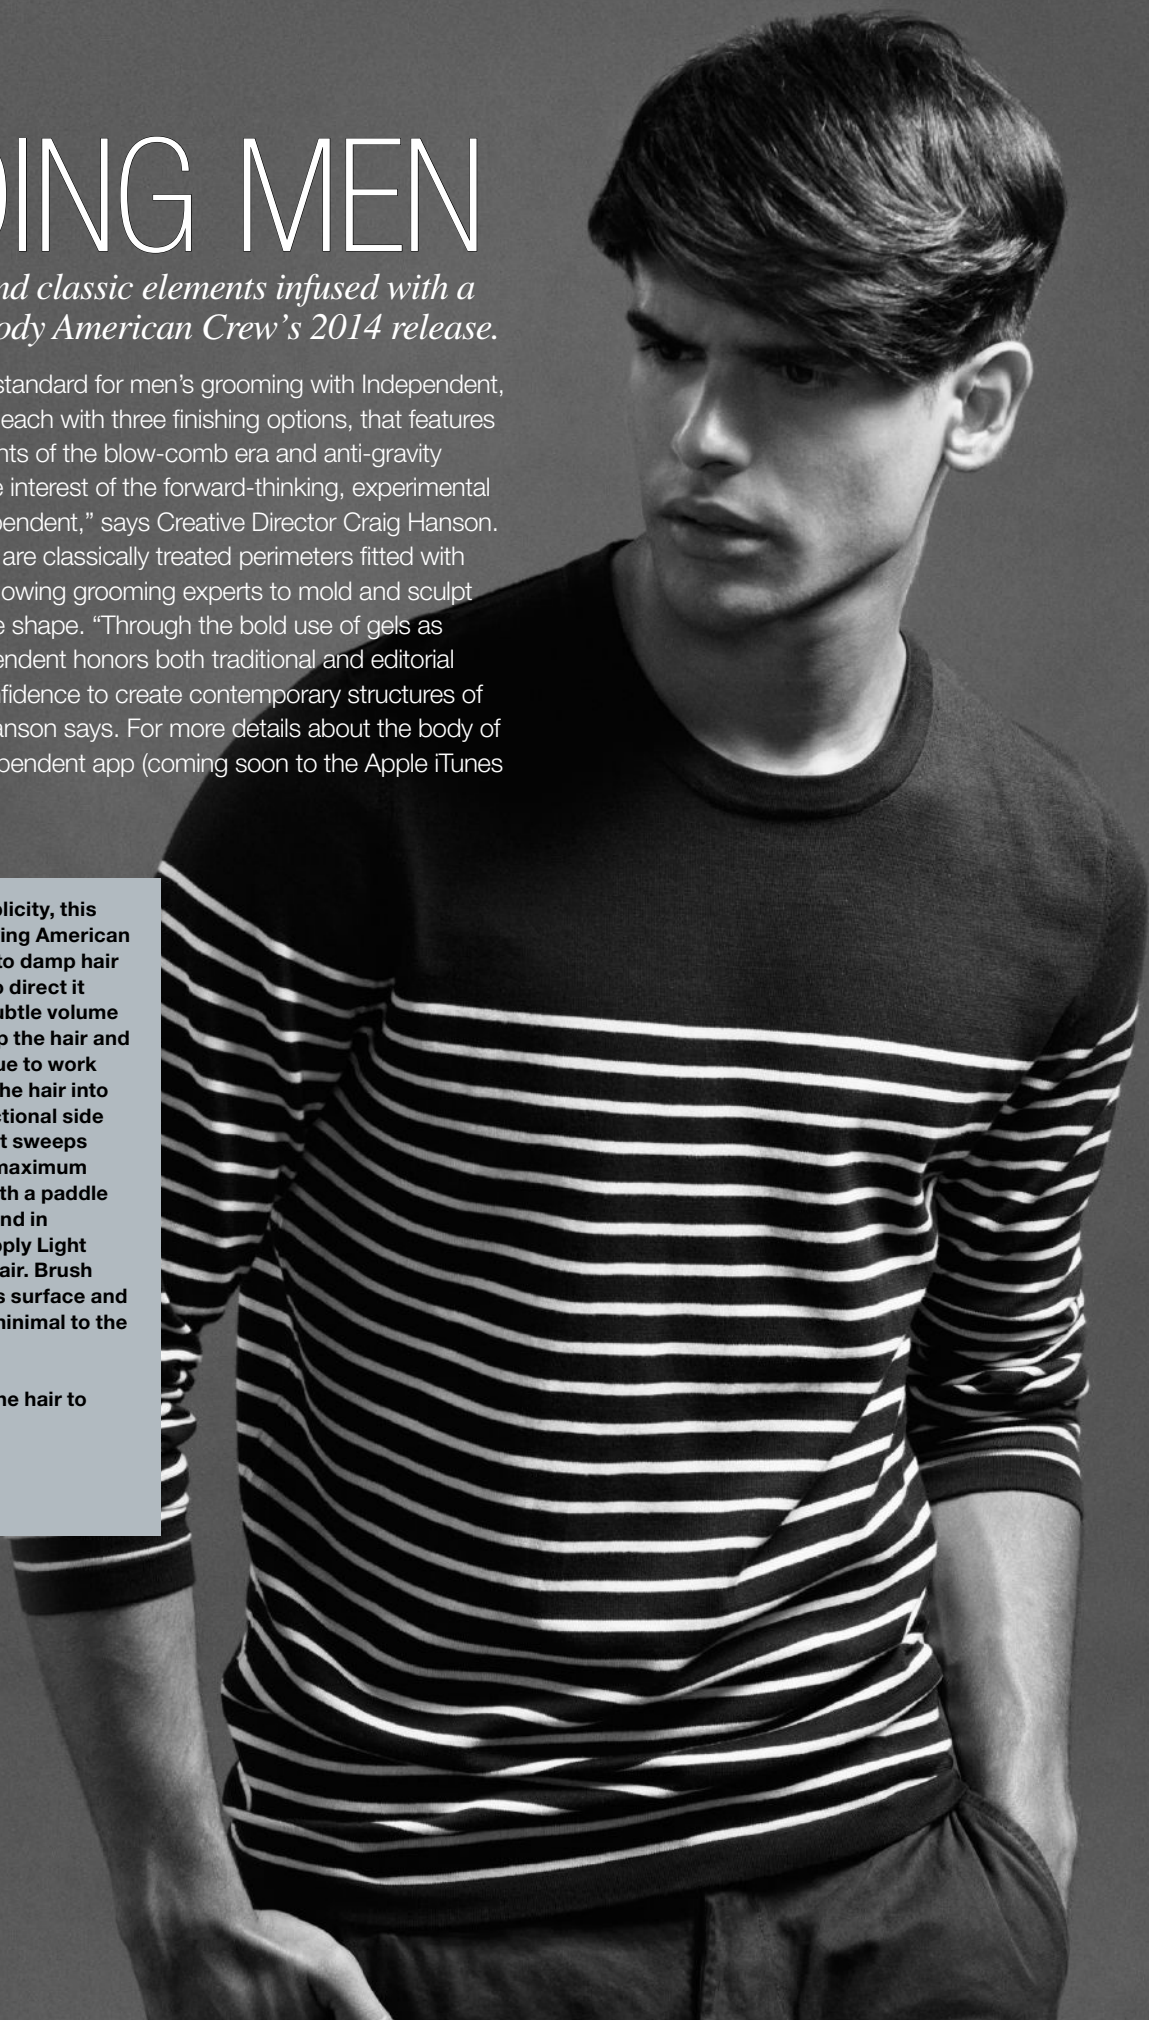 ING MEN
nd classic elements infused with a
ody American Crew’s 2014 release.
standard for men’s grooming with Independent,
each with three finishing options, that features
nts of the blow-comb era and anti-gravity
e interest of the forward-thinking, experimental
pendent,” says Creative Director Craig Hanson.
are classically treated perimeters fitted with
lowing grooming experts to mold and sculpt
e shape. “Through the bold use of gels as
endent honors both traditional and editorial
nfidence to create contemporary structures of
anson says. For more details about the body of
pendent app (coming soon to the Apple iTunes
plicity, this
ing American
to damp hair
o direct it
ubtle volume
p the hair and
ue to work
he hair into
ctional side
t sweeps
maximum
th a paddle
nd in
pply Light
air. Brush
s surface and
minimal to the
he hair to